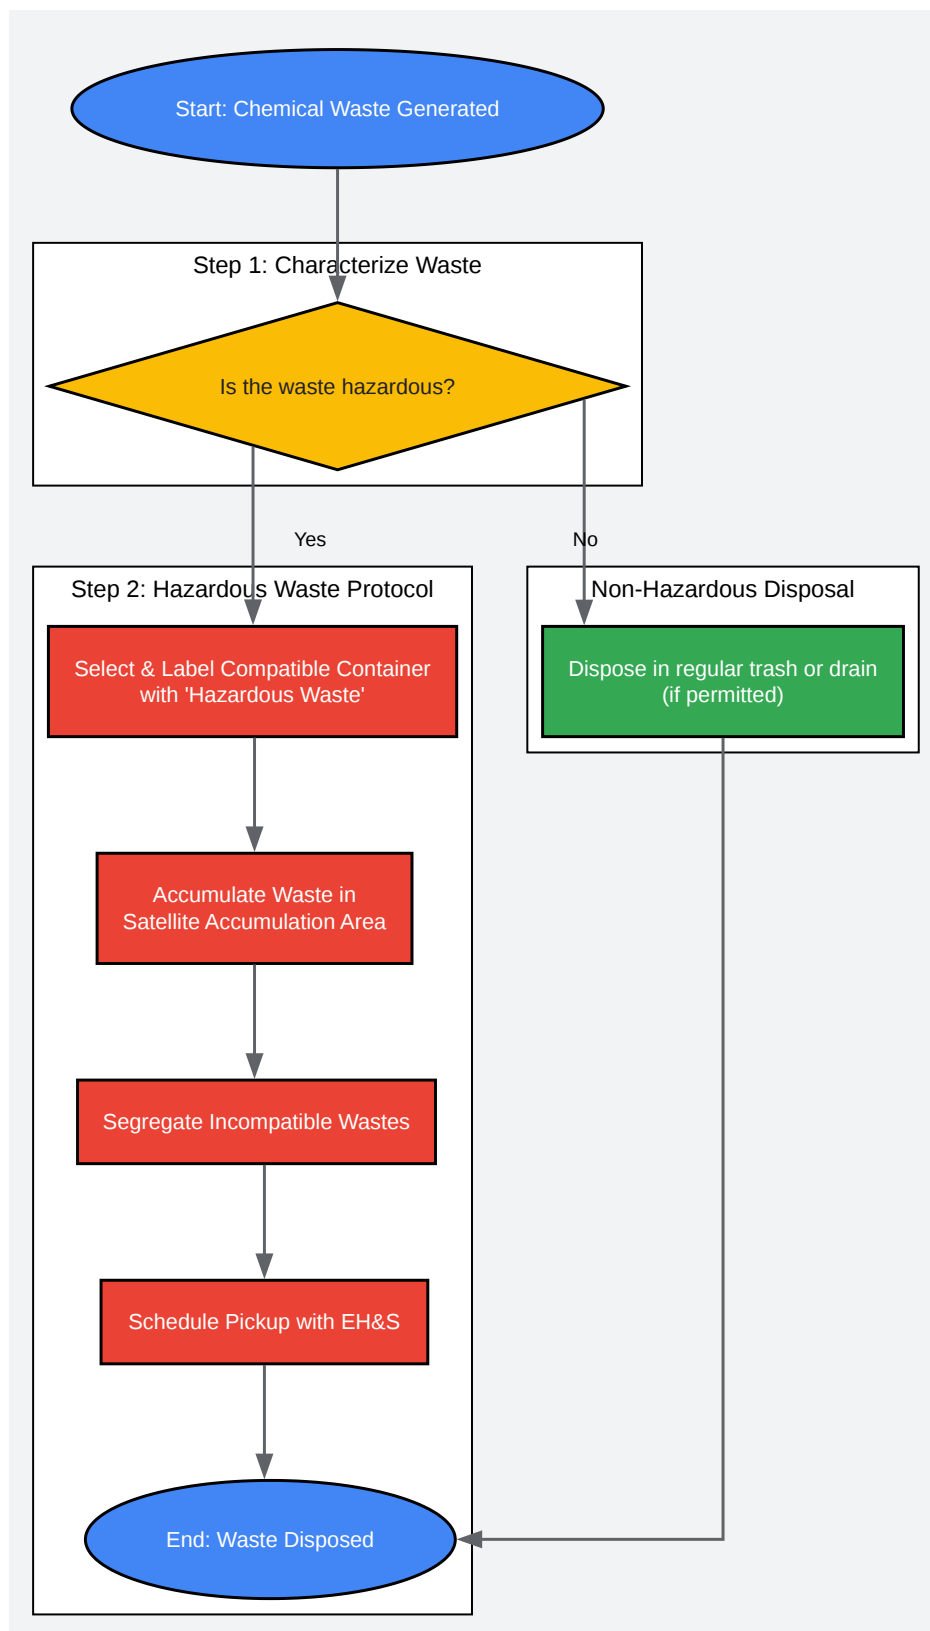 Start: Chemical Waste Generated
Step 1: Characterize Waste
Is the waste hazardous?
Yes
No
Step 2: Hazardous Waste Protocol
Select & Label Compatible Container
with 'Hazardous Waste'
Non-Hazardous Disposal
Dispose in regular trash or drain
(if permitted)
Accumulate Waste in
Satellite Accumulation Area
Segregate Incompatible Wastes
Schedule Pickup with EH&S
End: Waste Disposed